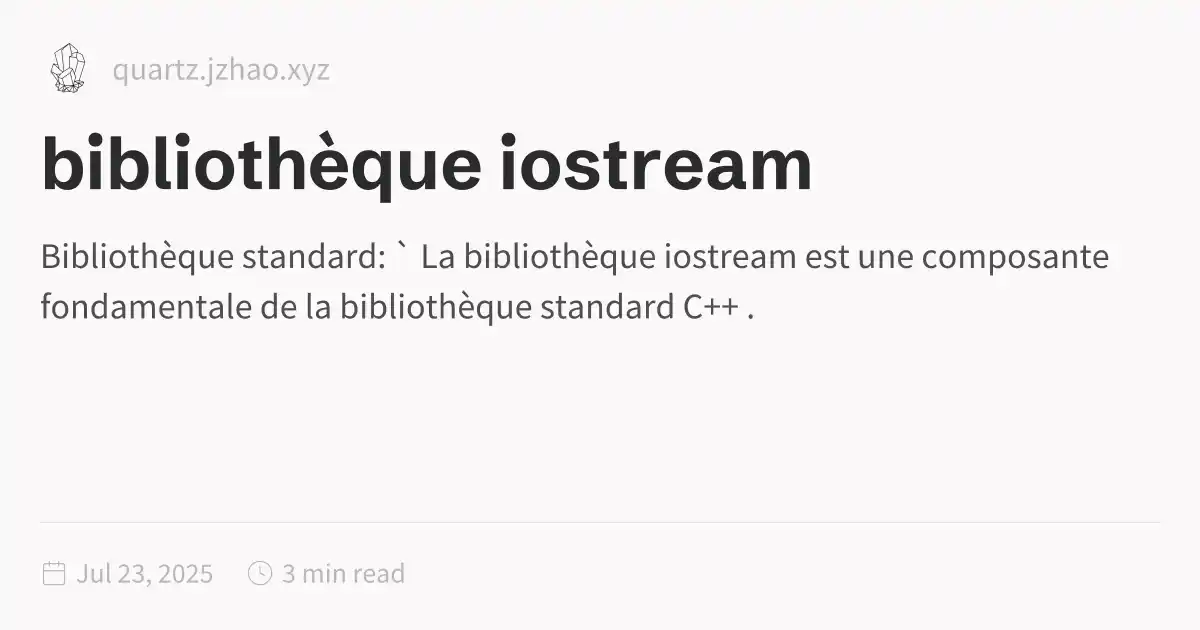 quartz.jzhao.xyz
bibliothèque iostream
Bibliothèque standard: ` La bibliothèque iostream est une composante
fondamentale de la bibliothèque standard C++ .
Jul 23, 2025
3 min read